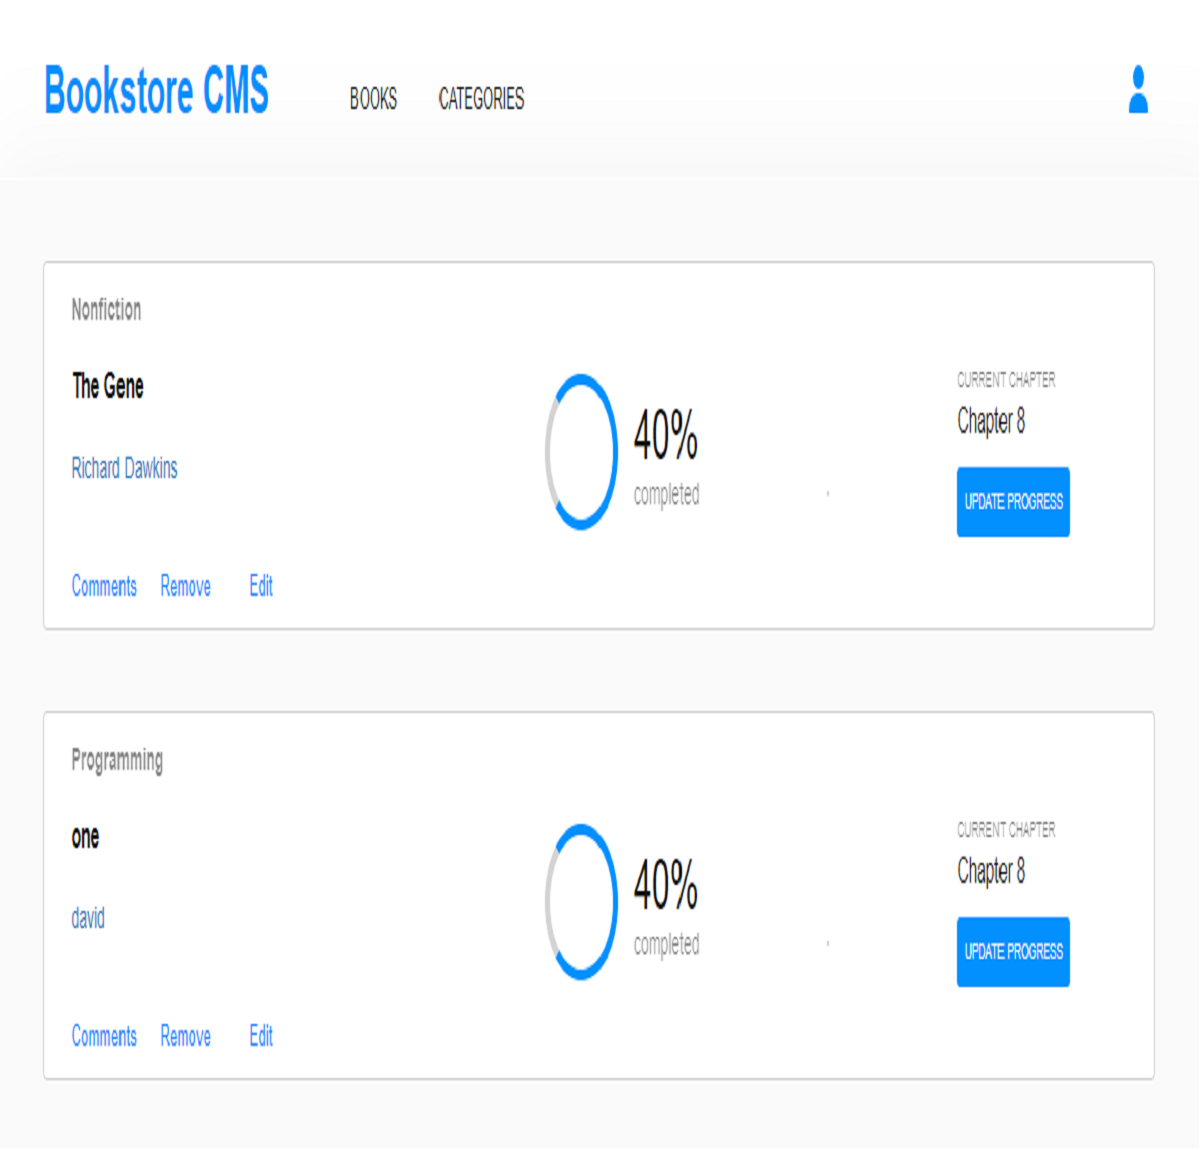 Bookstore CMS BOOKS CATEGORIES
Nonfiction
The Gene
Richard Dawkins
Comments Remove Edit
40%
completed
CURRENT CHAPTER
Chapter 8
UPDATE PROGRESS
Programming
one
david
Comments Remove Edit
40%
completed
CURRENT CHAPTER
Chapter 8
UPDATE PROGRESS